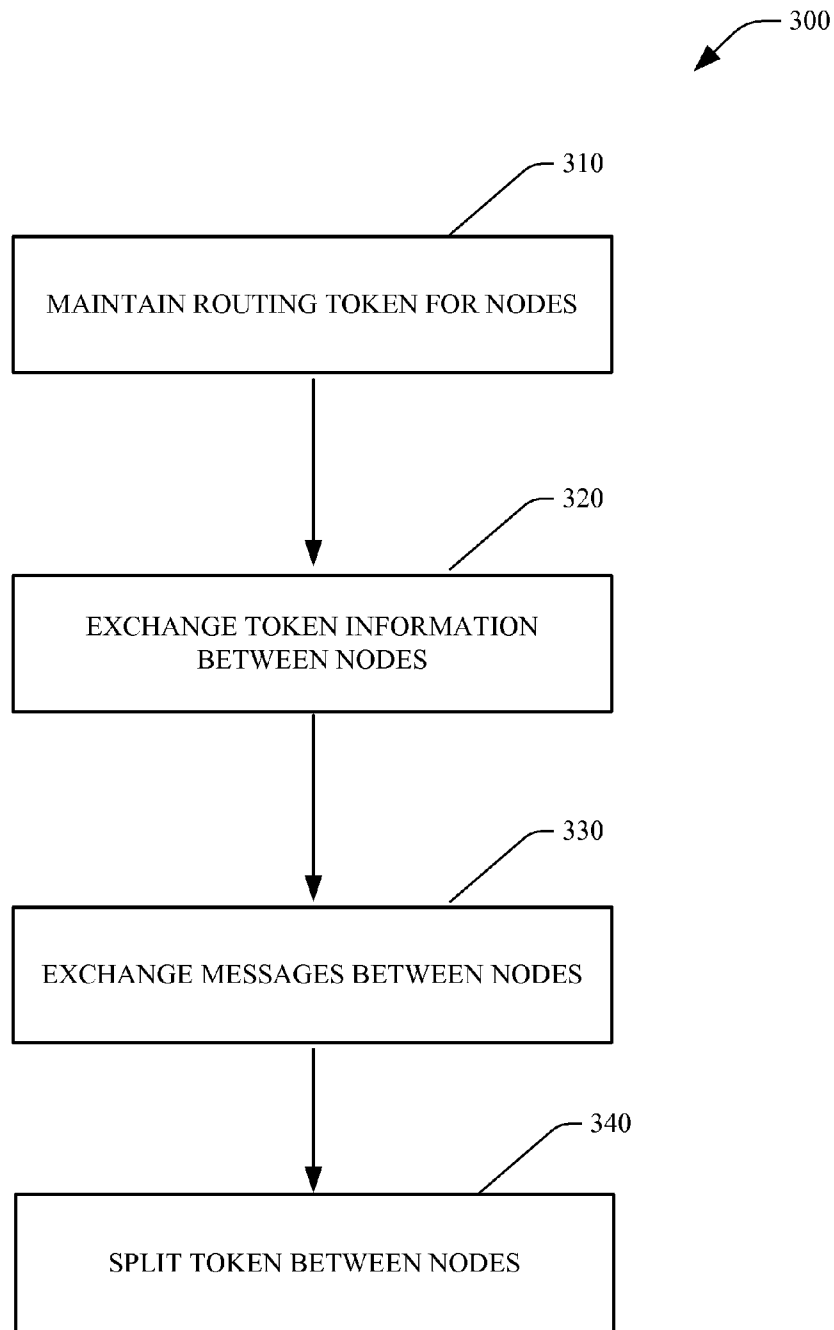 300
310
MAINTAIN ROUTING TOKEN FOR NODES
320
EXCHANGE TOKEN INFORMATION
BETWEEN NODES
330
EXCHANGE MESSAGES BETWEEN NODES
340
SPLIT TOKEN BETWEEN NODES